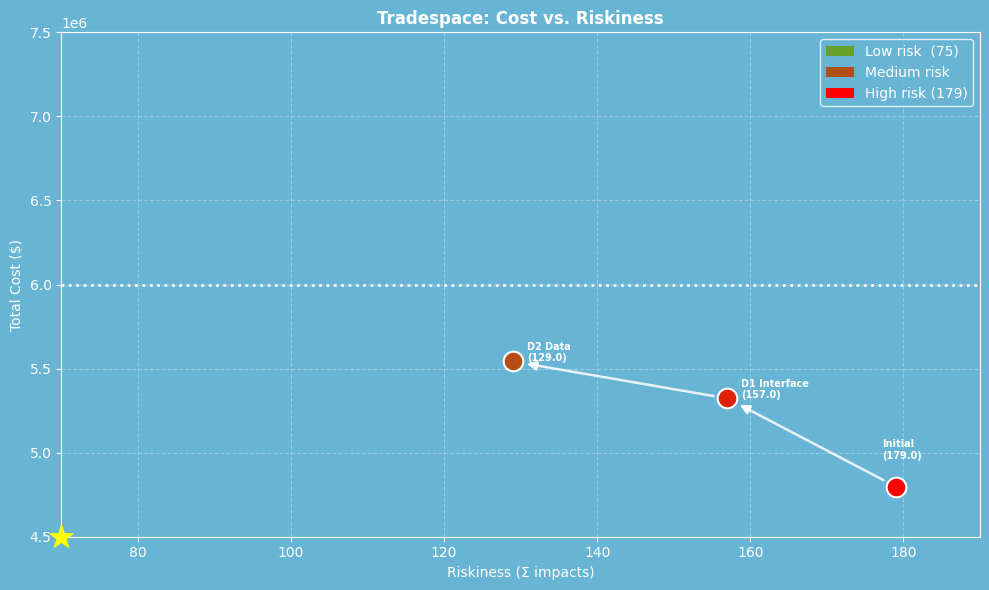 Tradespace: Cost vs. Riskiness
1e6
7.5
7.0
6.5
6.0
5.5
5.0
4.5
Total Cost ($)
Low risk  (75)
Medium risk
High risk (179)
D2 Data
(129.0)
D1 Interface
(157.0)
Initial
(179.0)
80
100
120
140
160
180
Riskiness (Σ impacts)